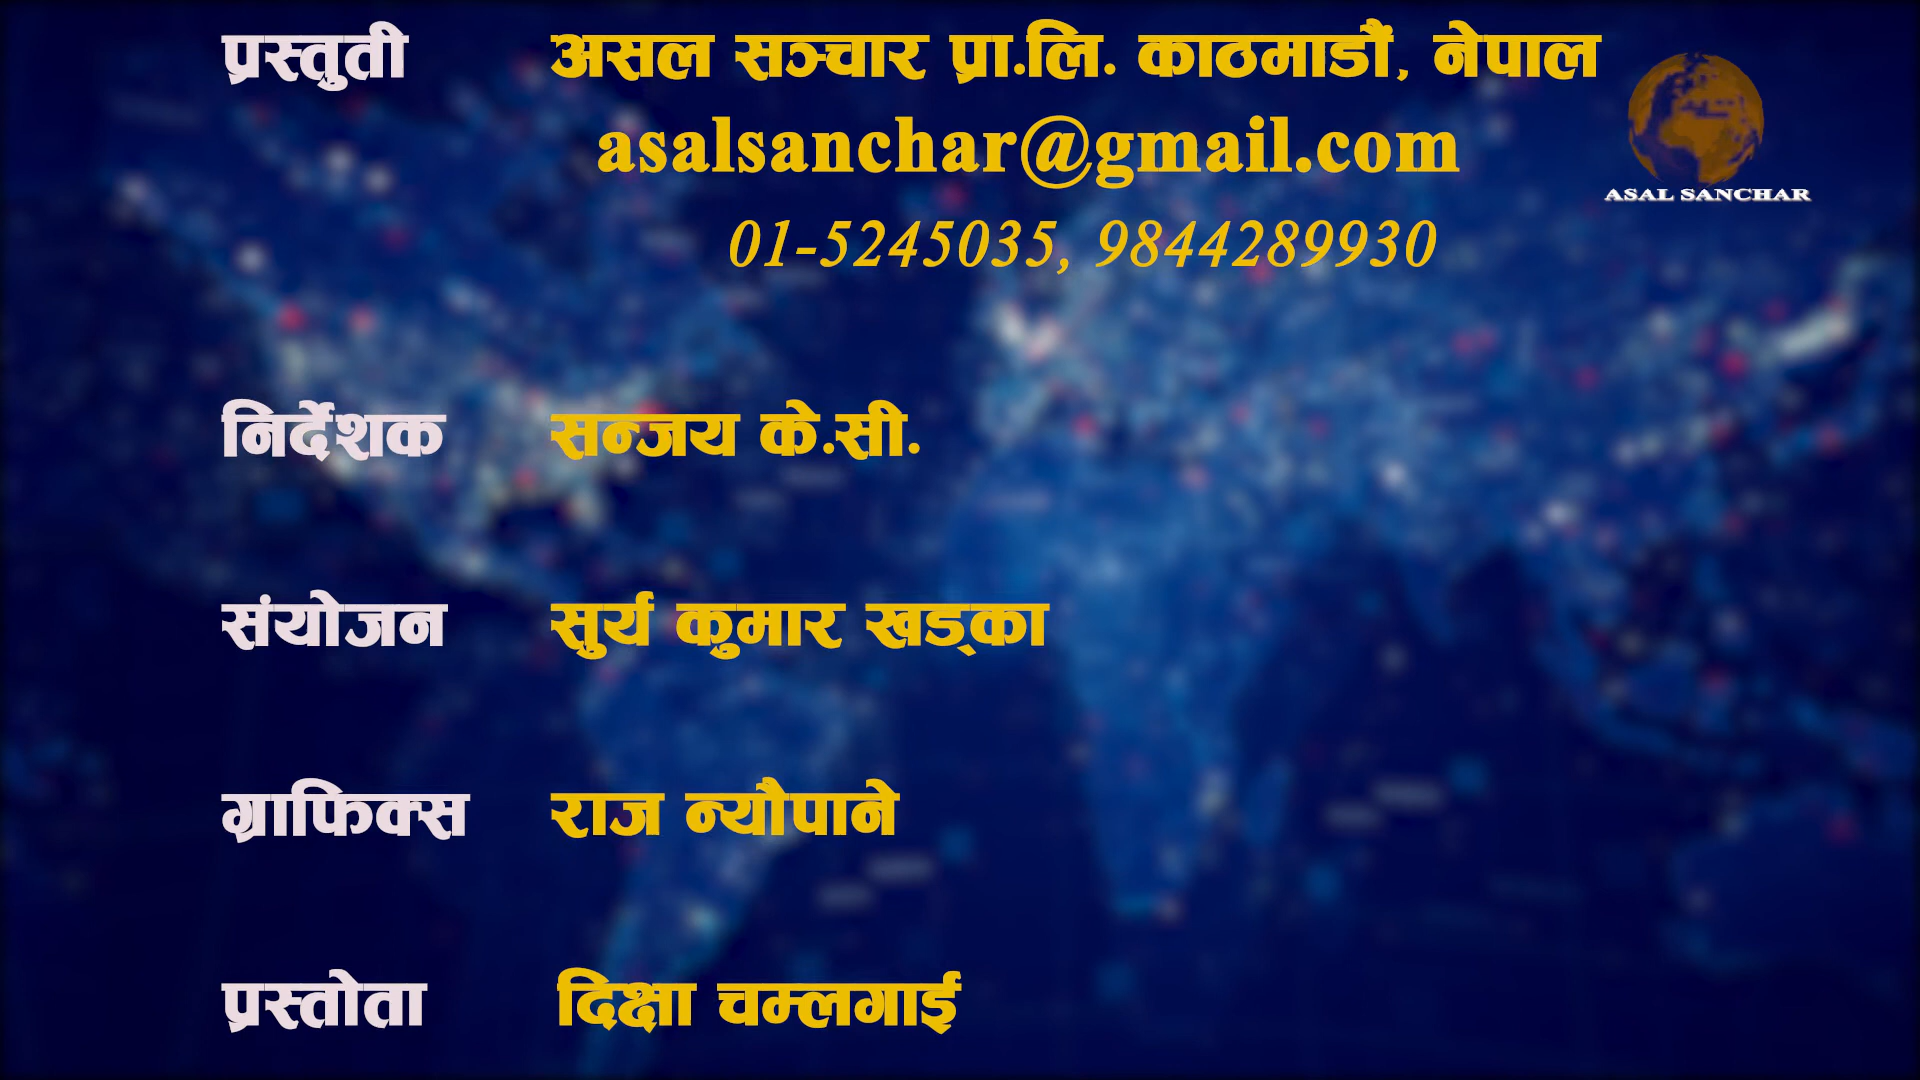 प्रस्तुती असल सञ्चार प्रा.लि. काठमाडौं, नेपाल
asalsanchar@gmail.com
ASAL SANCHAR
01-5245035, 9844289930
निर्देशक सन्जय के.सी.
संयोजन सुर्य कुमार खड्का
ग्राफिक्स राज न्यौपाने
प्रस्तोता दिक्षा चम्लगाई